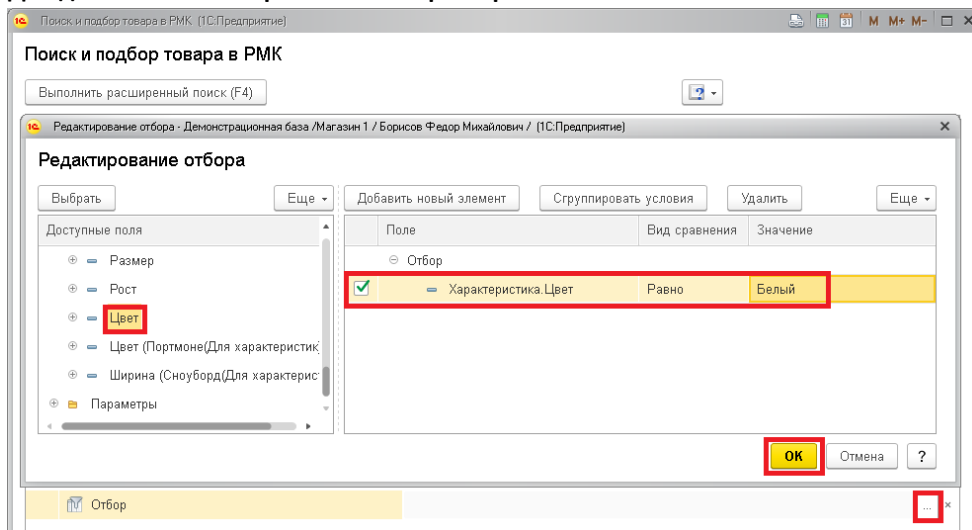 Поиск и подбор товара в РМК (1С:Предприятие)
M M+ M-
Поиск и подбор товара в РМК
Выполнить расширенный поиск (F4)
Редактирование отбора - Демонстрационная база /Магазин 1 / Борисов Федор Михайлович / (1С:Предприятие)
Редактирование отбора
Выбрать Еще Добавить новый элемент Сгруппировать условия Удалить Еще
Доступные поля Поле Вид сравнения Значение
Размер Отбор
Рост Характеристика.Цвет Равно Белый
Цвет
Цвет (Портмоне(Для характеристик
Ширина (Сноуборд(Для характерис
Параметры
OK Отмена ?
Отбор ...